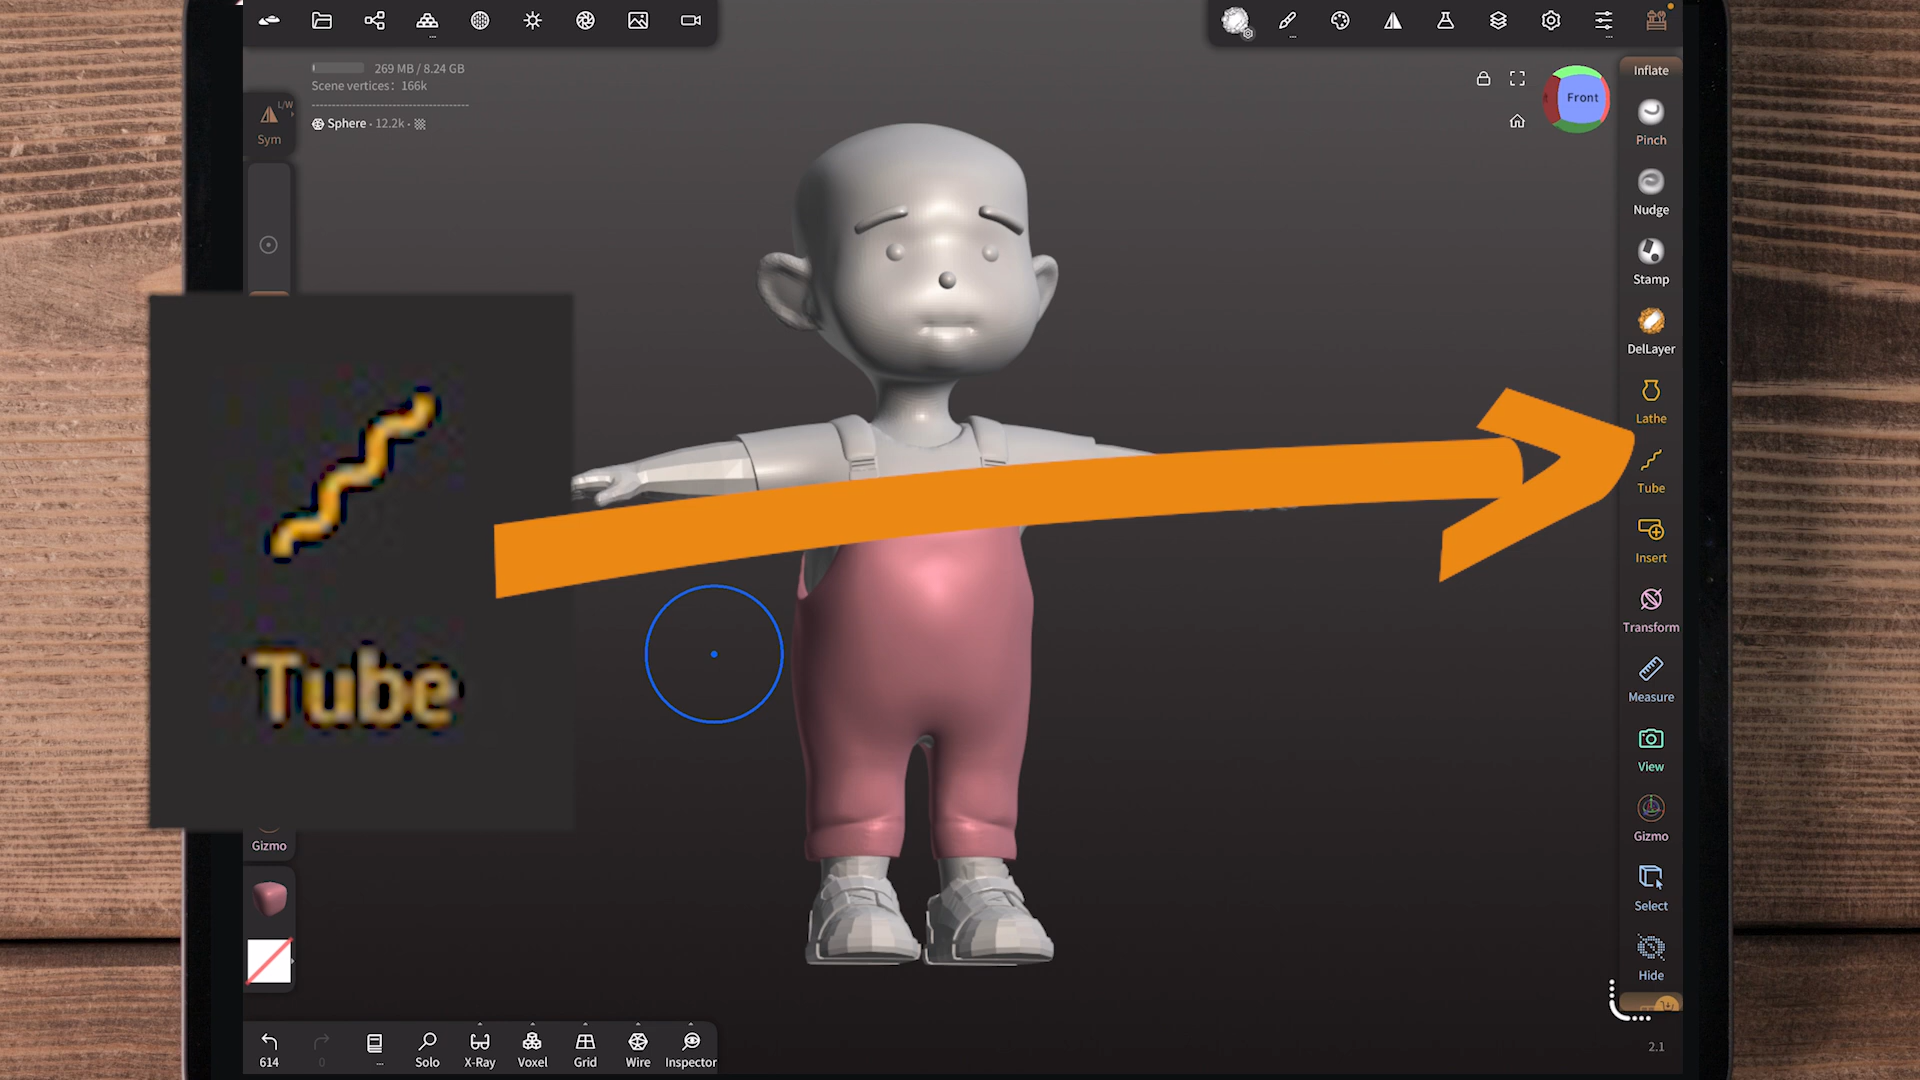 269 MB / 8.24 GB
Scene vertices: 166k
Sphere · 12.2k ·
L/W
Sym
Front
Inflate
Pinch
Nudge
Stamp
DelLayer
Lathe
Tube
Insert
Transform
Measure
View
Gizmo
Select
Hide
Tube
Gizmo
614
0
Solo
X-Ray
Voxel
Grid
Wire
Inspector
2.1